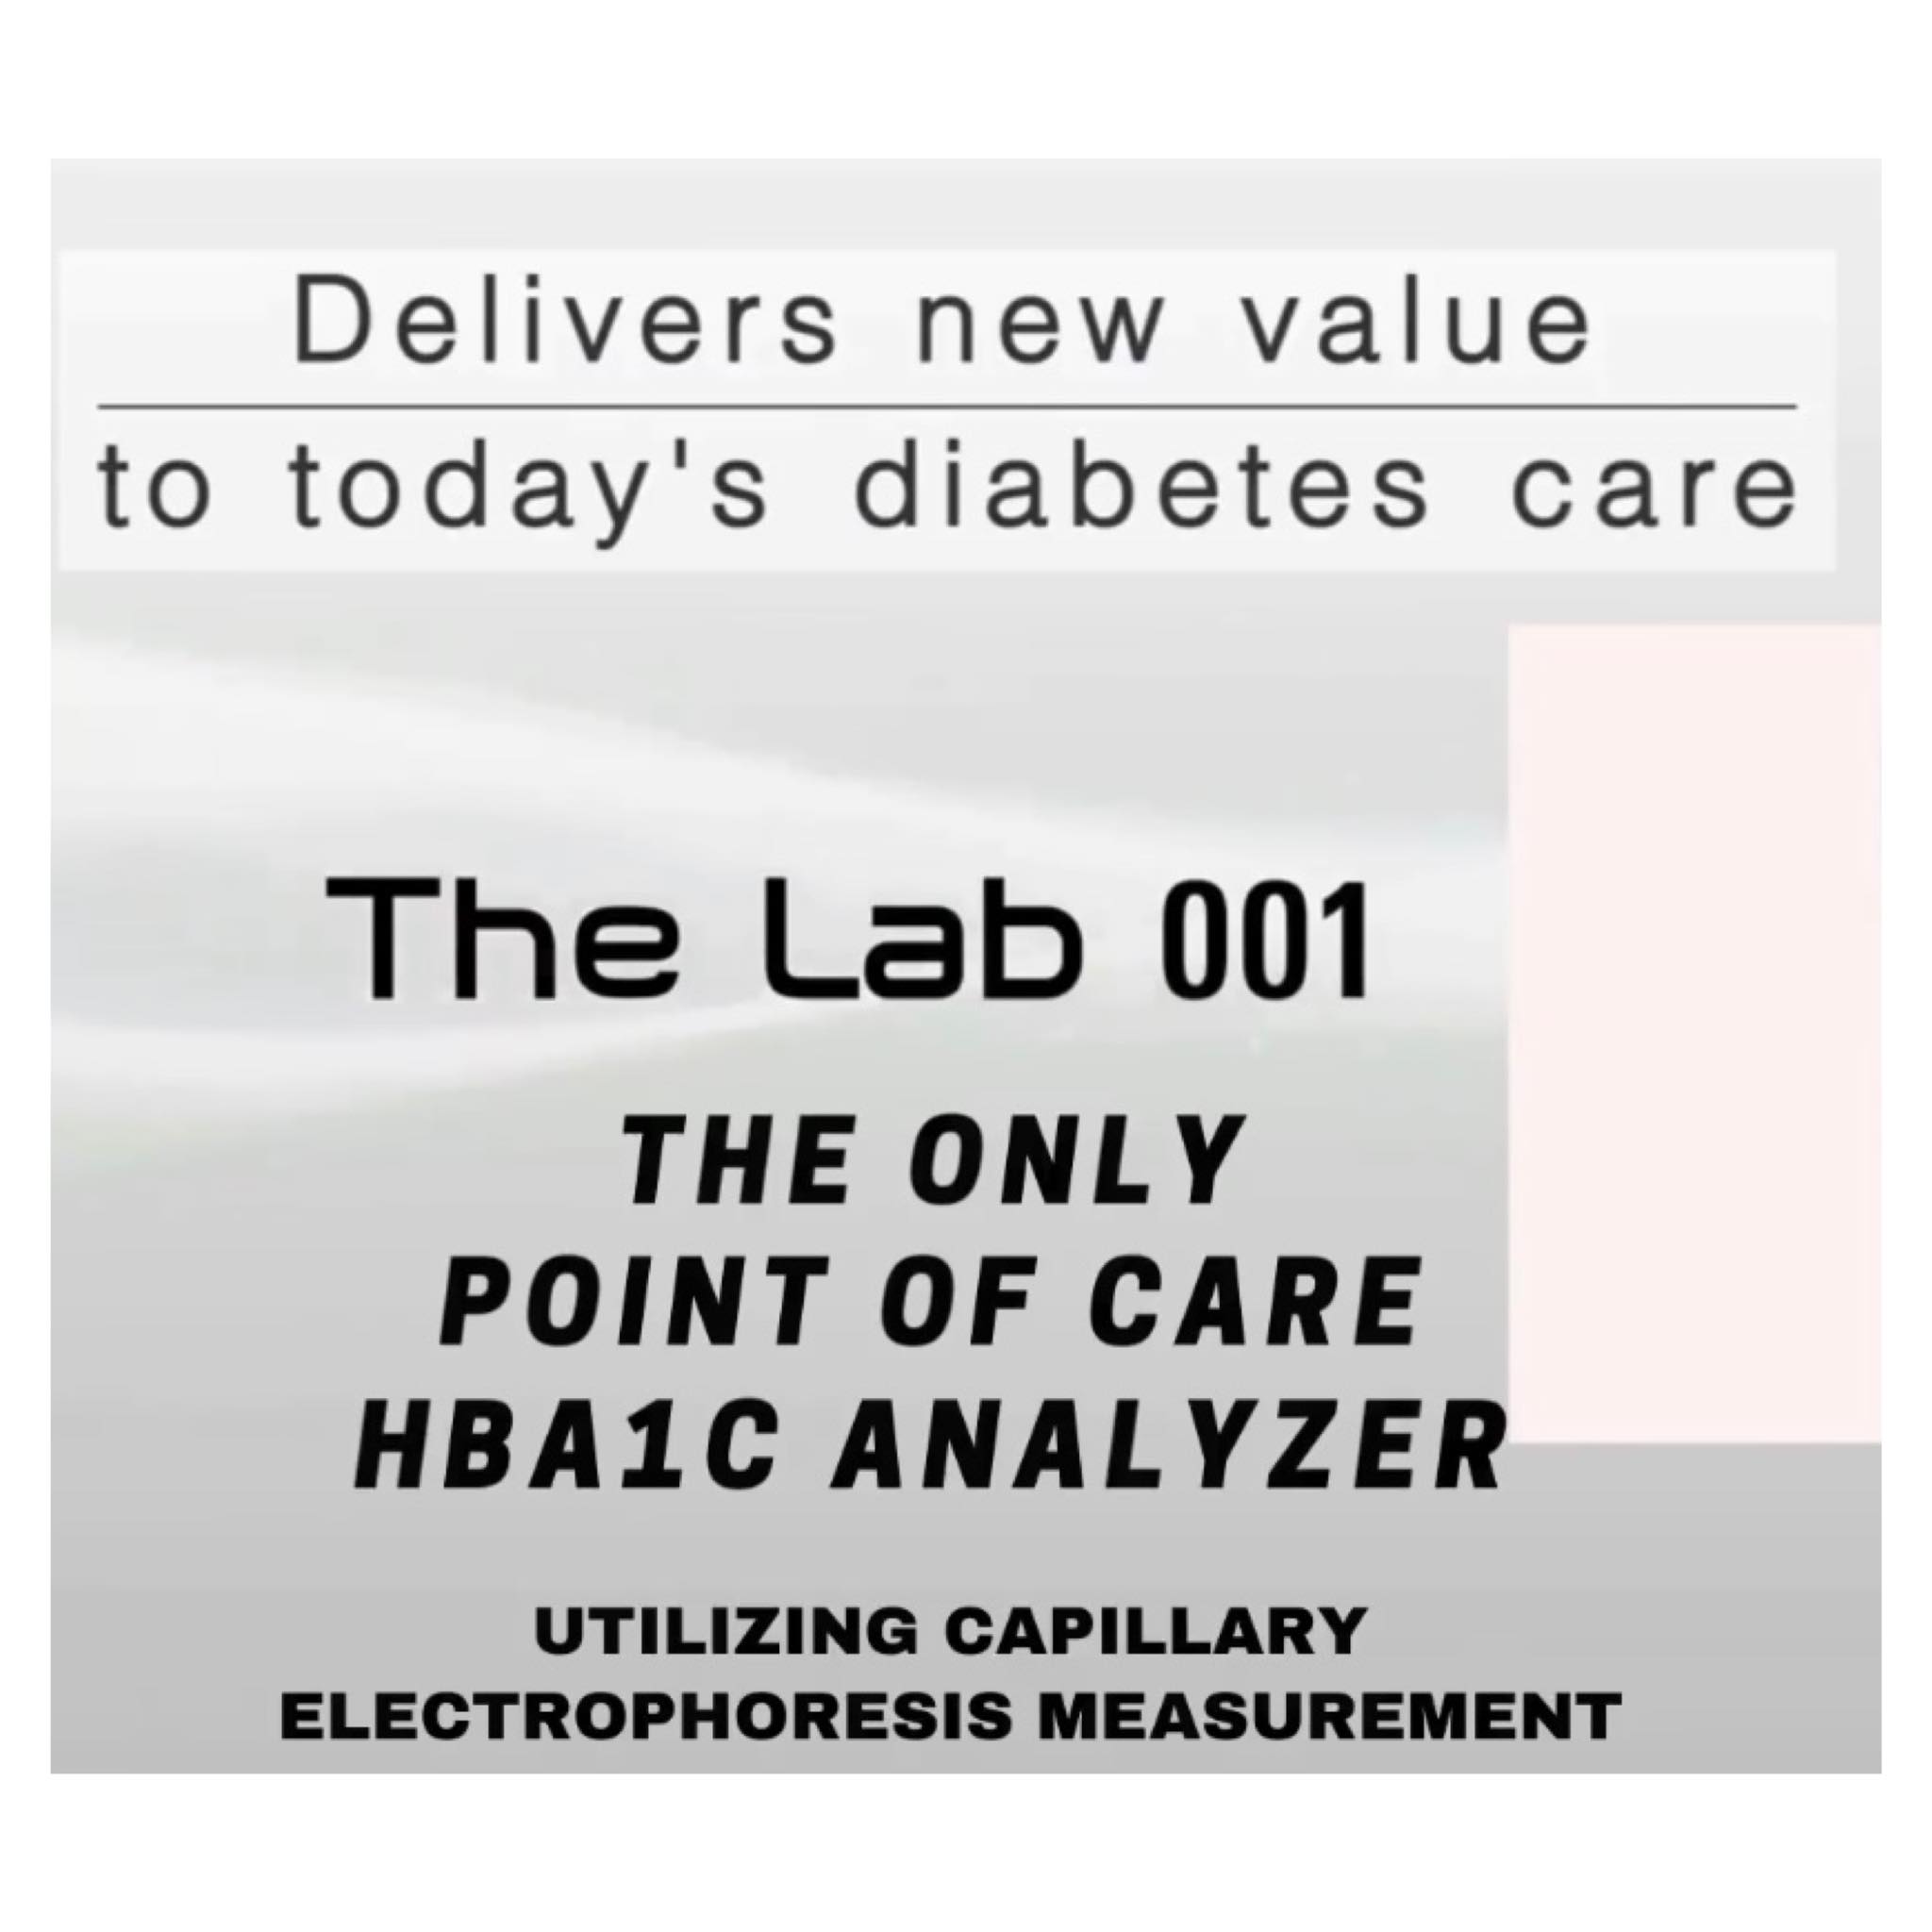 Delivers new value
to today's diabetes care
The Lab 001
THE ONLY
POINT OF CARE
HBA1C ANALYZER
UTILIZING CAPILLARY
ELECTROPHORESIS MEASUREMENT